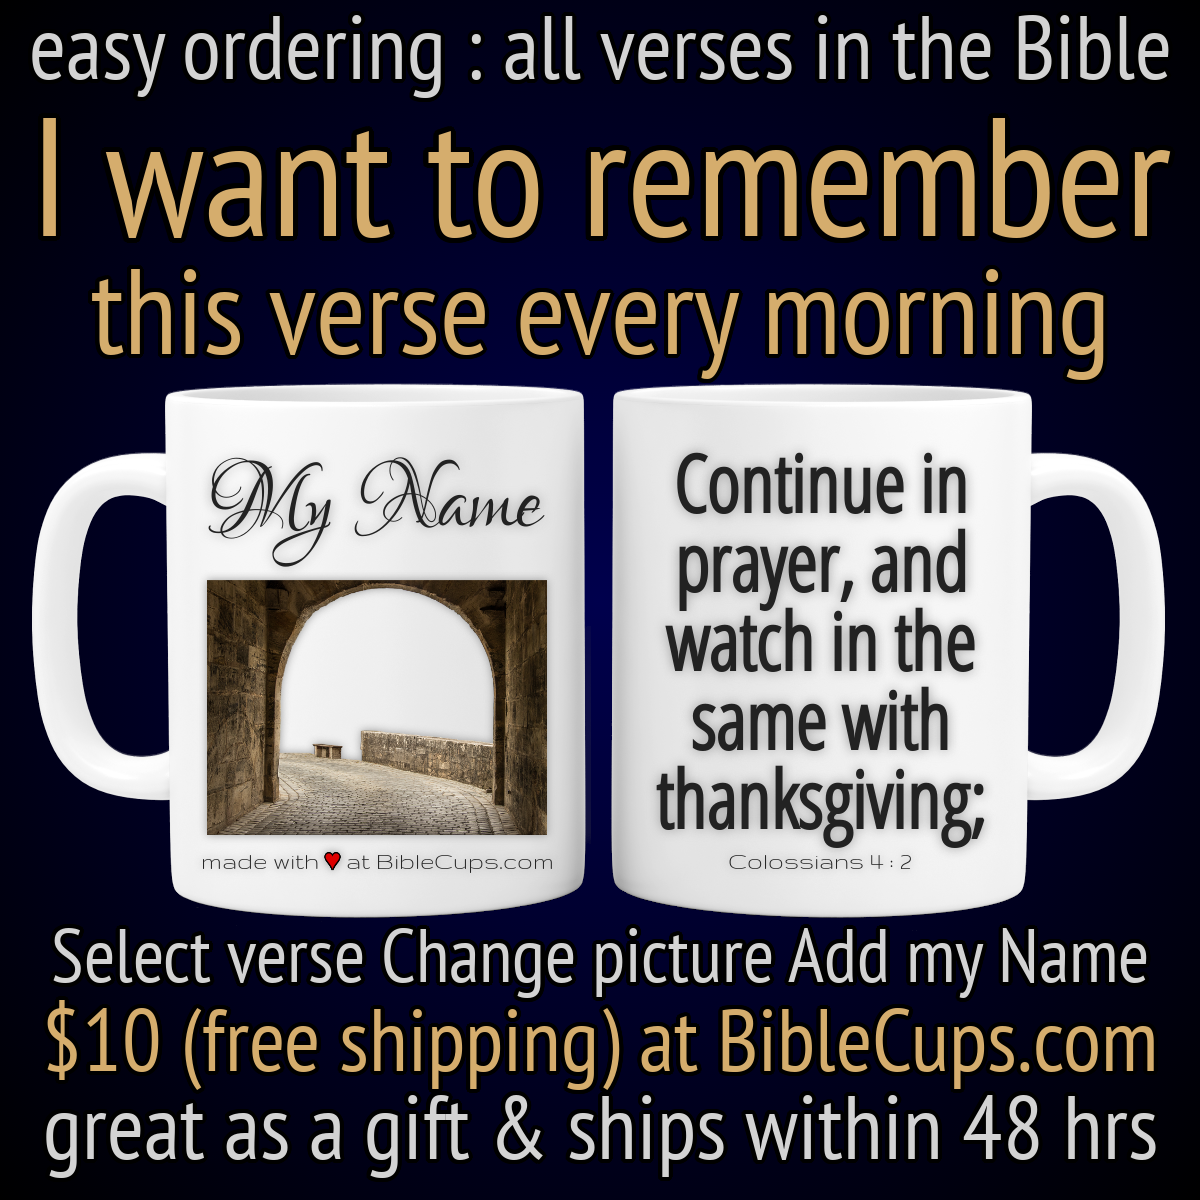 easy ordering : all verses in the Bible
I want to remember
this verse every morning
My Name
made with ❤ at BibleCups.com
Continue in
prayer, and
watch in the
same with
thanksgiving;
Colossians 4:2
Select verse Change picture Add my Name
$10 (free shipping) at BibleCups.com
great as a gift & ships within 48 hrs